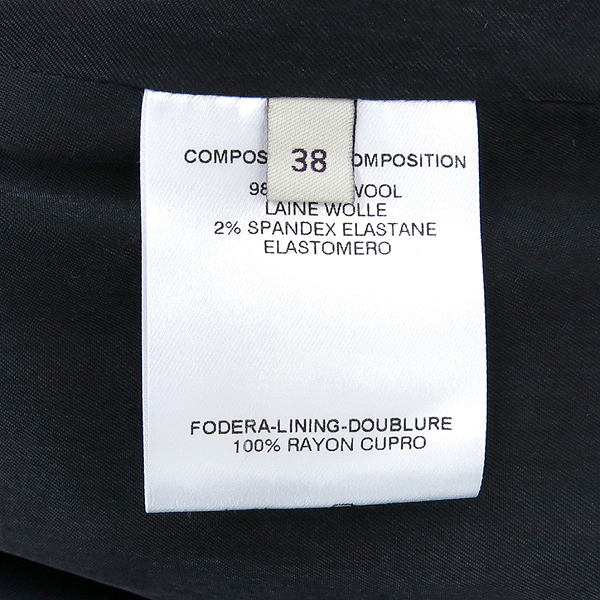 38
COMPOS OMPOSITION
98 WOOL
LAINE WOLLE
2% SPANDEX ELASTANE
ELASTOMERO
FODERA-LINING-DOUBLURE
100% RAYON CUPRO